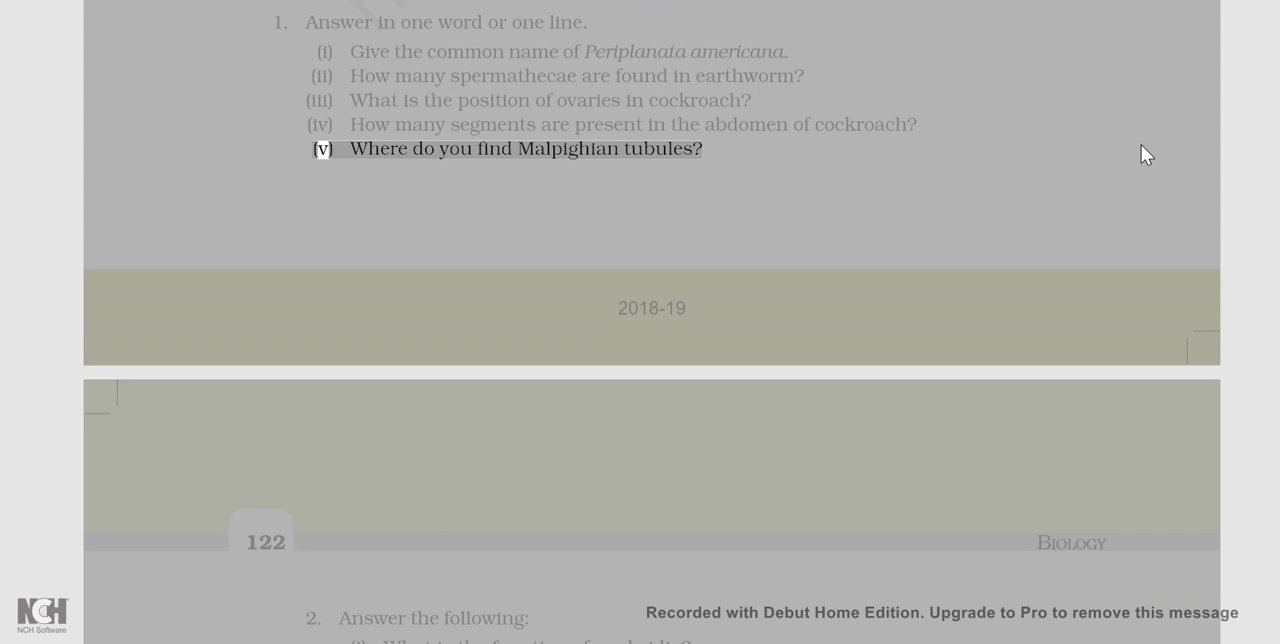 1. Answer in one word or one line.
(i) Give the common name of Periplanata americana.
(ii) How many spermathecae are found in earthworm?
(iii) What is the position of ovaries in cockroach?
(iv) How many segments are present in the abdomen of cockroach?
(v) Where do you find Malpighian tubules?
2018-19
122 BIOLOGY
2. Answer the following:
NCH
NCH Software
Recorded with Debut Home Edition. Upgrade to Pro to remove this message